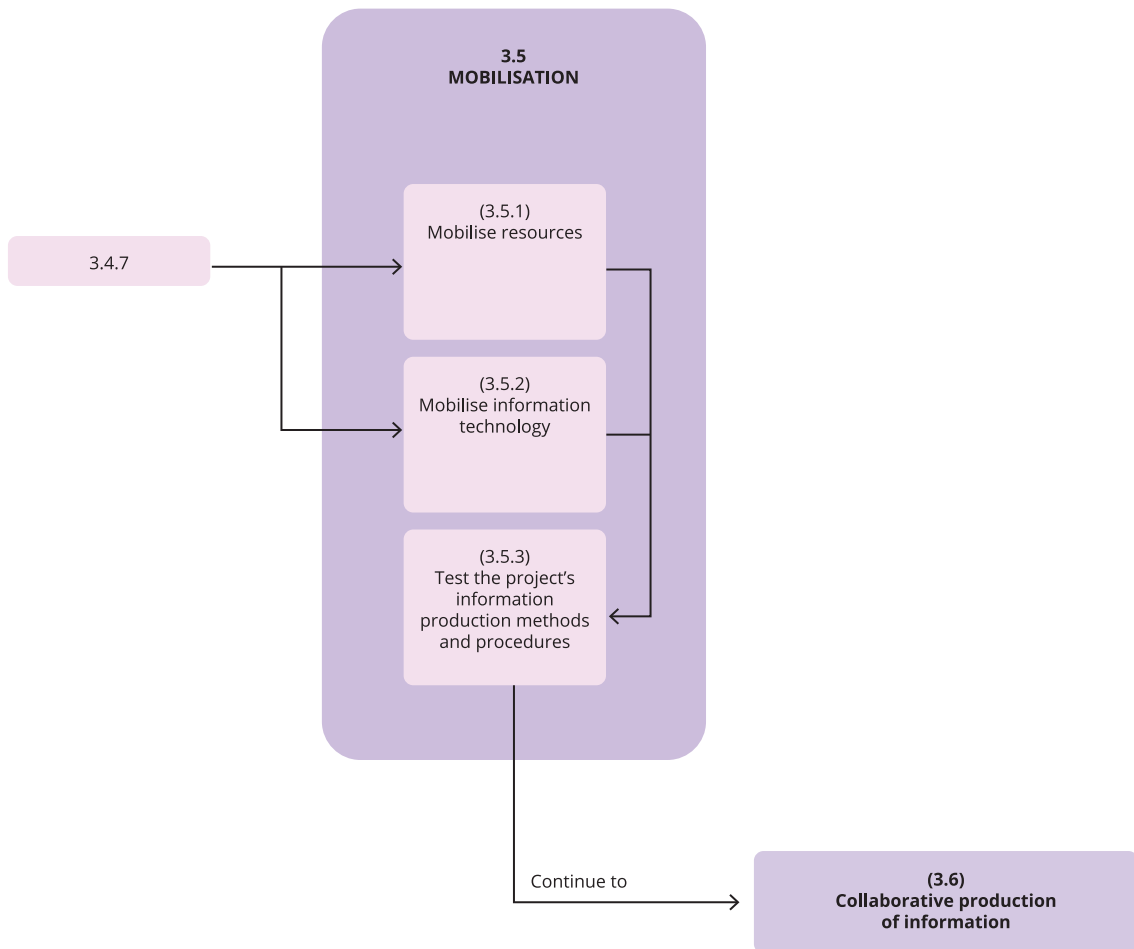 3.5
MOBILISATION
(3.5.1)
Mobilise resources
3.4.7
(3.5.2)
Mobilise information
technology
(3.5.3)
Test the project’s
information
production methods
and procedures
Continue to
(3.6)
Collaborative production
of information